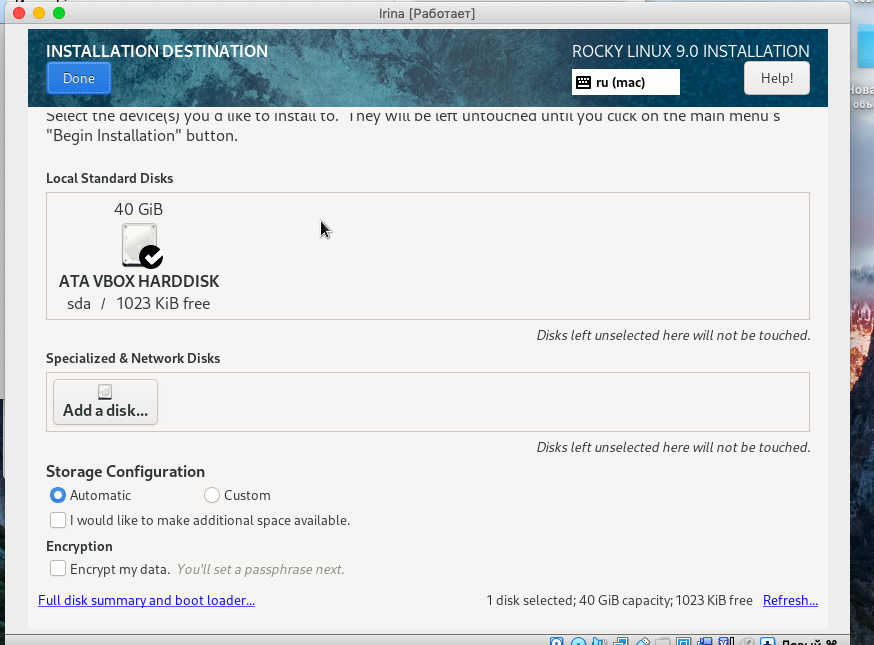 Irina [Работает]
INSTALLATION DESTINATION
ROCKY LINUX 9.0 INSTALLATION
Done
ru (mac)
Help!
Select the device(s) you'd like to install to. They will be left untouched until you click on the main menu's
"Begin Installation" button.
Local Standard Disks
40 GiB
ATA VBOX HARDDISK
sda / 1023 KiB free
Disks left unselected here will not be touched.
Specialized & Network Disks
Add a disk...
Disks left unselected here will not be touched.
Storage Configuration
Automatic
Custom
I would like to make additional space available.
Encryption
Encrypt my data. You'll set a passphrase next.
Full disk summary and boot loader...
1 disk selected; 40 GiB capacity; 1023 KiB free
Refresh...
Левый ⌘